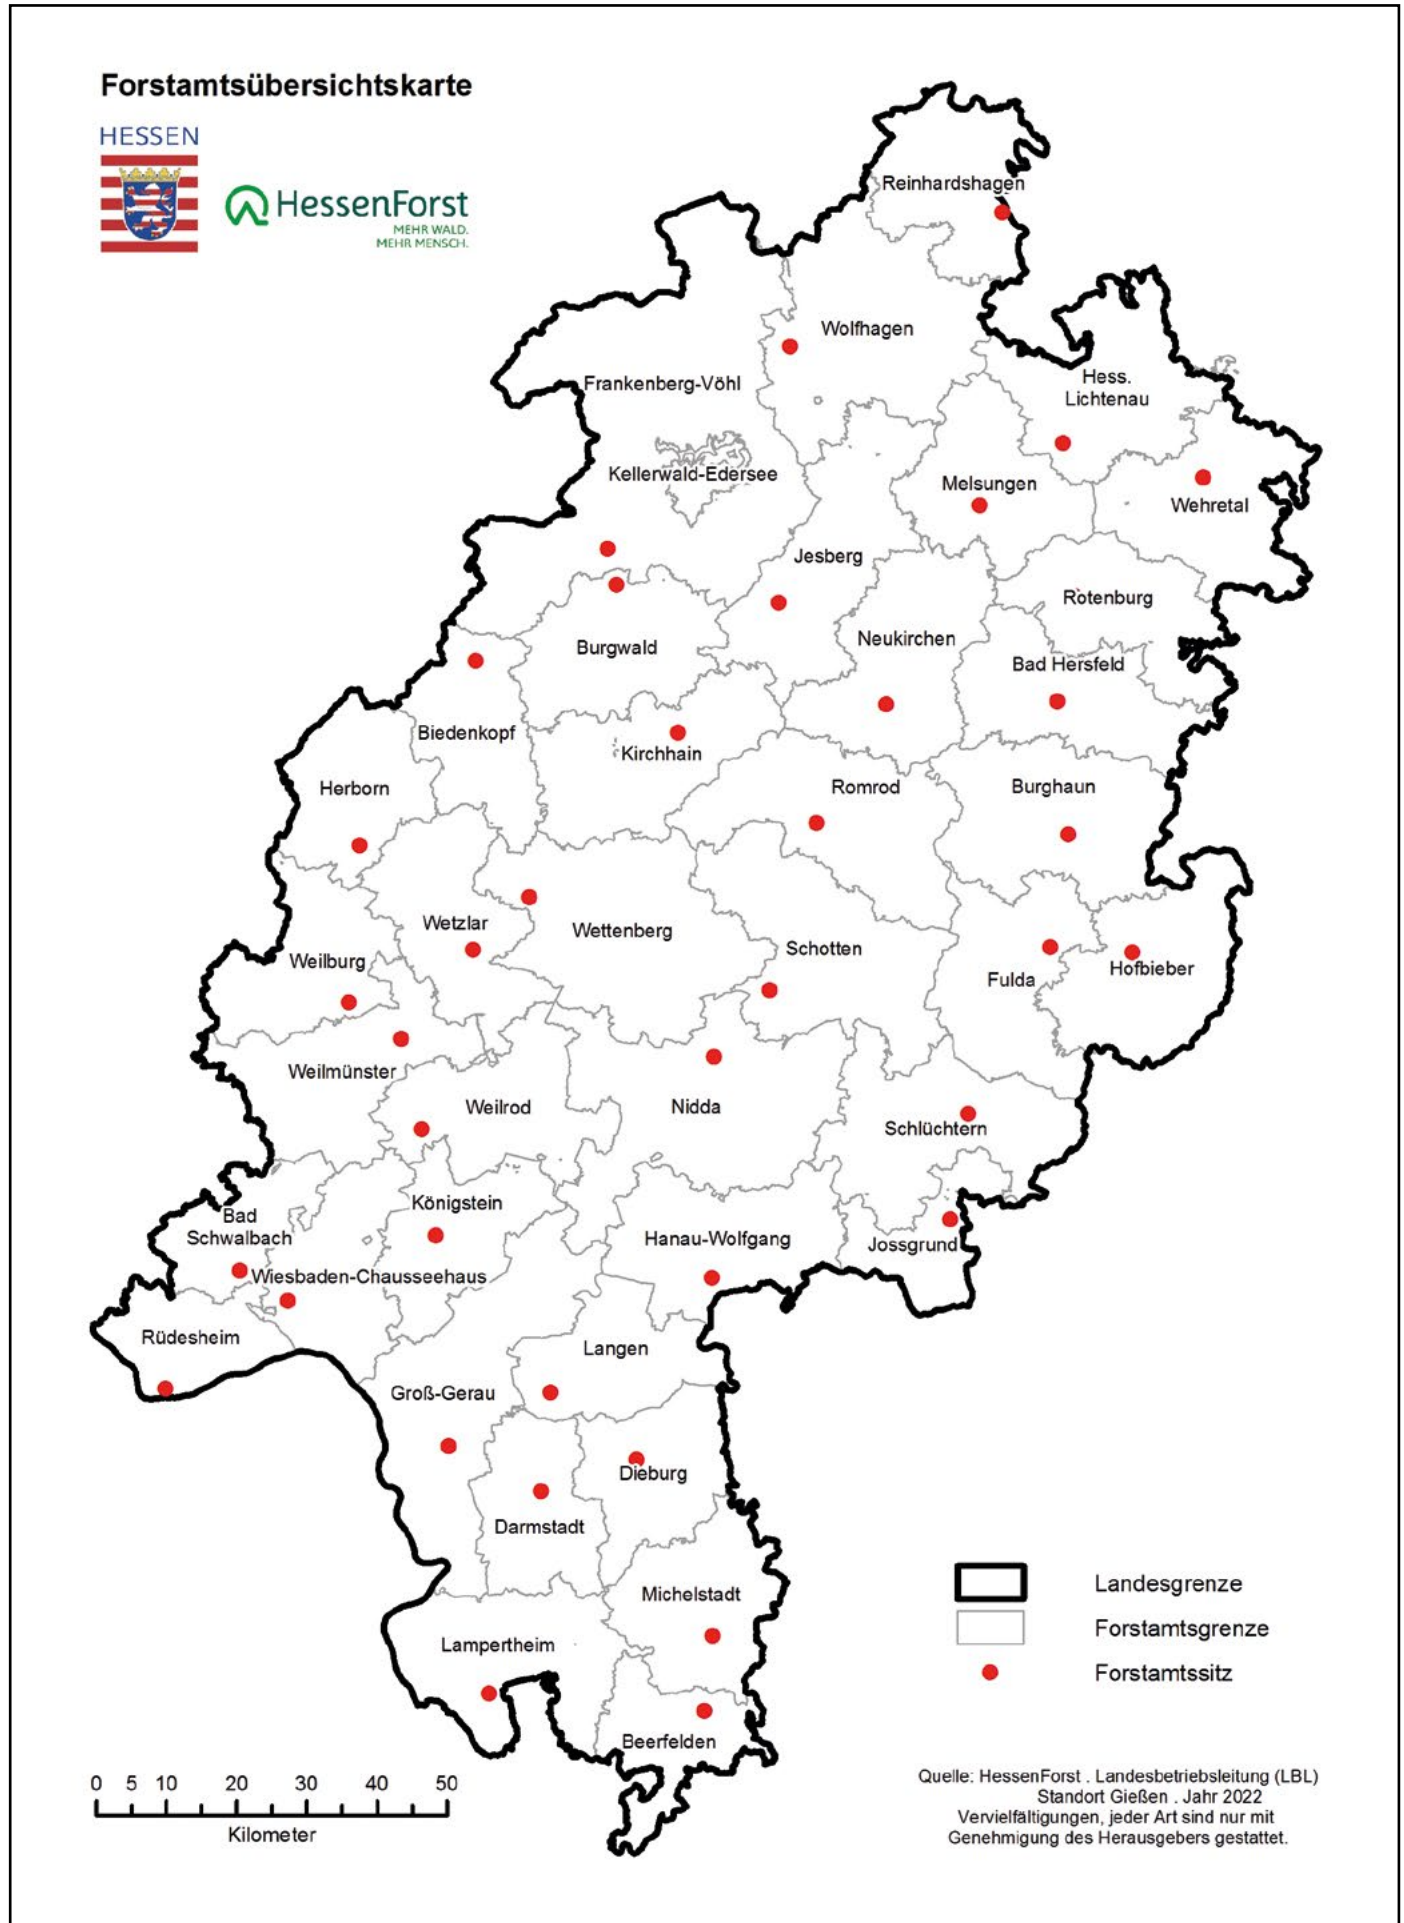 Forstamtsübersichtskarte
HESSEN
HessenForst
MEHR WALD.
MEHR MENSCH.
Reinhardshagen
Wolfhagen
Frankenberg-Vöhl
Hess.
Lichtenau
Kellerwald-Edersee
Melsungen
Wehretal
Jesberg
Rotenburg
Neukirchen
Burgwald
Bad Hersfeld
Biedenkopf
Kirchhain
Herborn
Romrod
Burghaun
Wetzlar
Wettenberg
Schotten
Weilburg
Fulda
Hofbieber
Weilmünster
Weilrod
Nidda
Schlüchtern
Königstein
Bad
Schwalbach
Hanau-Wolfgang
Jossgrund
Wiesbaden-Chausseehaus
Rüdesheim
Langen
Groß-Gerau
Dieburg
Darmstadt
Michelstadt
Lampertheim
Beerfelden
Landesgrenze
Forstamtsgrenze
Forstamtssitz
0 5 10 20 30 40 50
Kilometer
Quelle: HessenForst . Landesbetriebsleitung (LBL)
Standort Gießen . Jahr 2022
Vervielfältigungen, jeder Art sind nur mit
Genehmigung des Herausgebers gestattet.